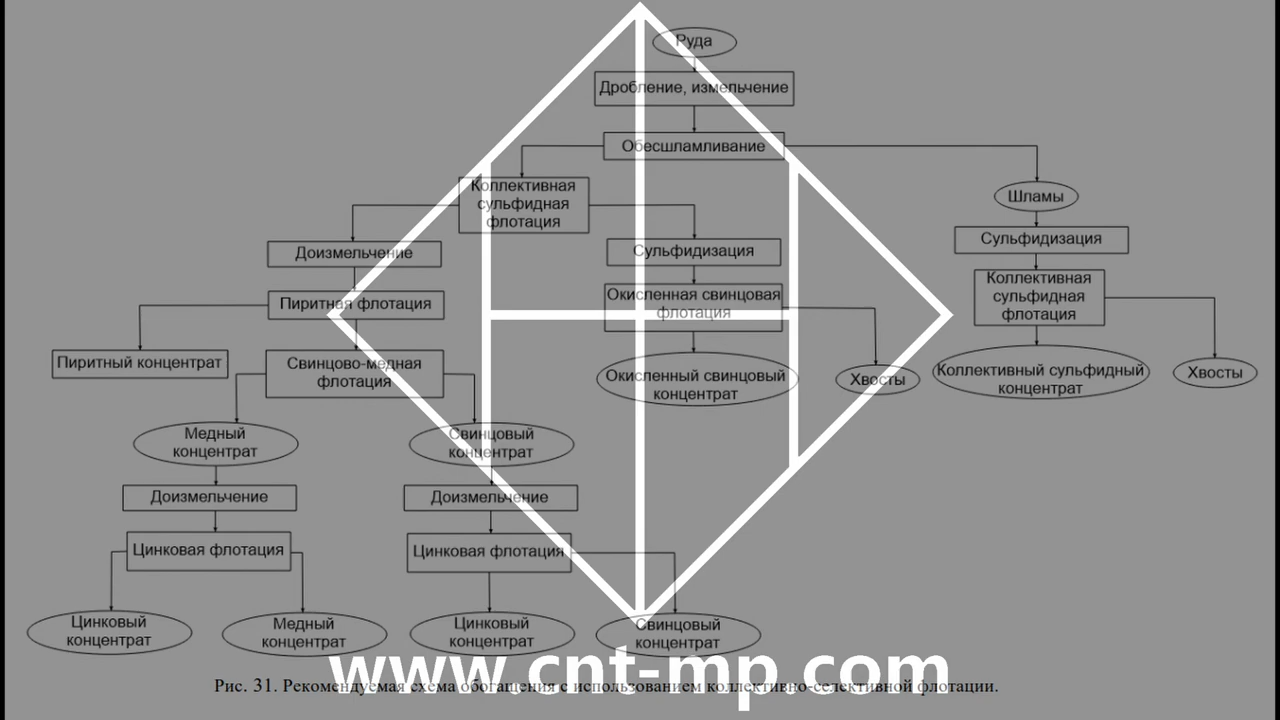 Руда
Дробление, измельчение
Обесшламливание
Коллективная
сульфидная
флотация
Шламы
Доизмельчение
Сульфидизация
Сульфидизация
Пиритная флотация
Окисленная свинцовая
флотация
Коллективная
сульфидная
флотация
Пиритный концентрат
Свинцово-медная
флотация
Окисленный свинцовый
концентрат
Хвосты
Коллективный сульфидный
концентрат
Хвосты
Медный
концентрат
Свинцовый
концентрат
Доизмельчение
Доизмельчение
Цинковая флотация
Цинковая флотация
Цинковый
концентрат
Медный
концентрат
Цинковый
концентрат
Свинцовый
концентрат
www.cnt-mp.com
Рис. 31. Рекомендуемая схема обогащения с использованием коллективно-селективной флотации.